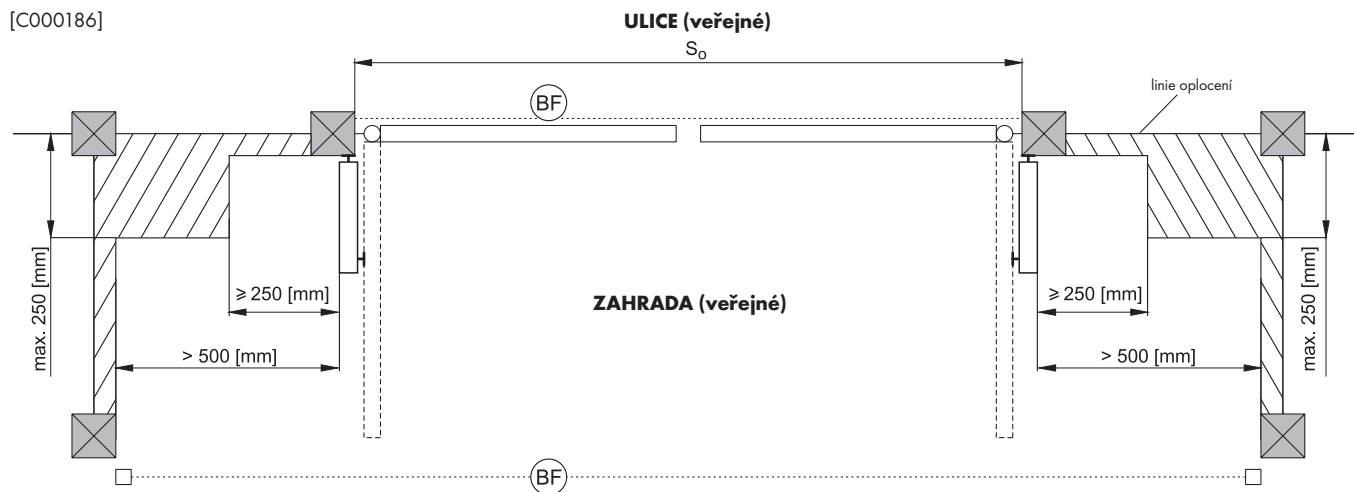 [C000186]
ULICE (veřejné)
So
BF
linie oplocení
max. 250 [mm]
≥ 250 [mm]
> 500 [mm]
ZAHRADA (veřejné)
≥ 250 [mm]
> 500 [mm]
max. 250 [mm]
BF